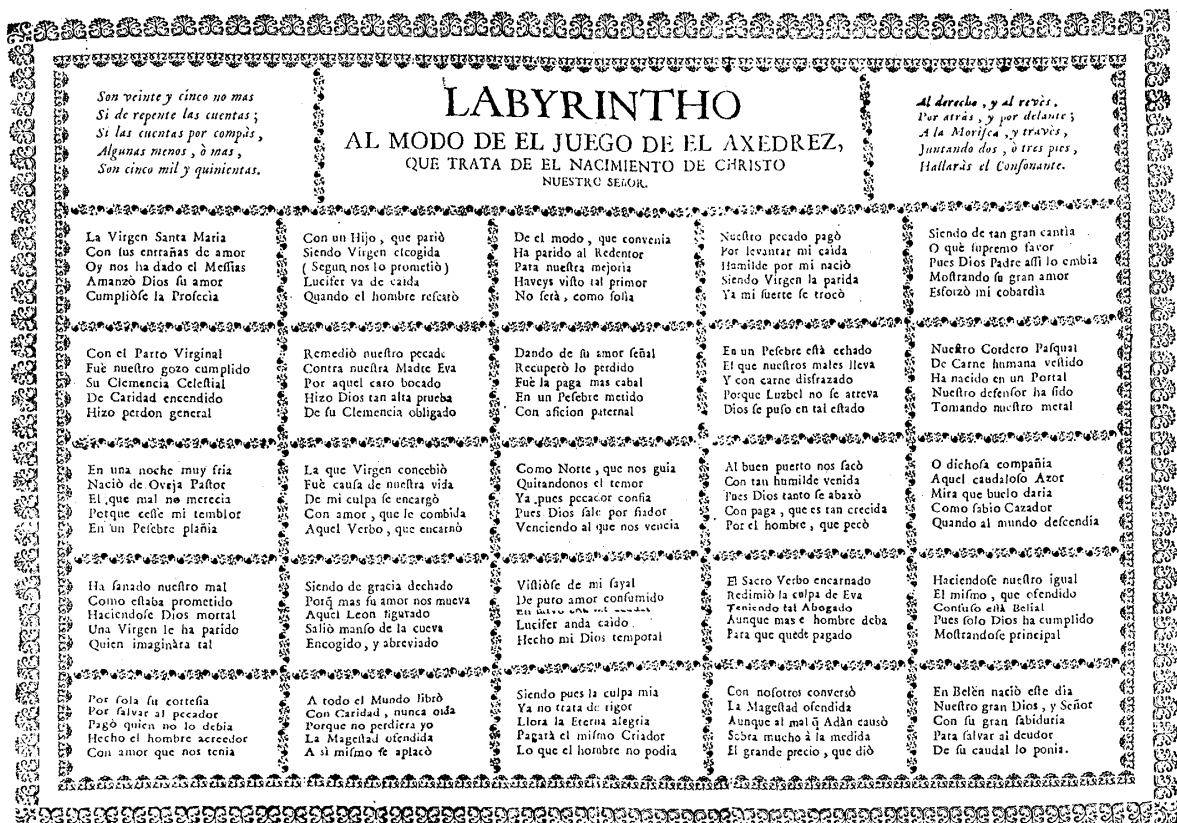 Son veinte y cinco no mas
Si de repente las cuentas ;
Si las cuentas por compàs ,
Algunas menos , ò mas ,
Son cinco mil y quinientas.
LABYRINTHO
AL MODO DE EL JUEGO DE EL AXEDREZ,
QUE TRATA DE EL NACIMIENTO DE CHRISTO
NUESTRO SEÑOR.
Al derecho , y al revès ,
Por atràs , y por delante ;
A la Moriſca , y travès ,
Juntando dos , ò tres pies ,
Hallaràs el Conſonante.
La Virgen Santa Maria
Con ſus entrañas de amor
Oy nos ha dado el Meſſias
Amanzò Dios ſu amor
Cumpliòſe la Profecìa
Con un Hijo , que pariò
Siendo Virgen eſcogida
( Segun nos lo prometiò )
Lucifer va de caida
Quando el hombre reſcatò
De el modo , que convenia
Ha parido al Redentor
Para nueſtra mejoria
Haveys viſto tal primor
No ſerà , como ſolia
Nueſtro pecado pagò
Por levantar mi caida
Humilde por mi naciò
Siendo Virgen la parida
Ya mi ſuerte ſe trocò
Siendo de tan gran cantia
O què ſupremo favor
Pues Dios Padre aſſi lo embia
Moſtrando ſu gran amor
Esforzò mi cobardìa
Con el Parto Virginal
Fuè nueſtro gozo cumplido
Su Clemencia Celeſtial
De Caridad encendido
Hizo perdon general
Remediò nueſtro pecado
Contra nueſtra Madre Eva
Por aquel caro bocado
Hizo Dios tan alta prueba
De ſu Clemencia obligado
Dando de ſu amor ſeñal
Recuperò lo perdido
Fuè la paga mas cabal
En un Peſebre metido
Con aficion paternal
En un Peſebre eſtà echado
El que nueſtros males lleva
Y con carne disfrazado
Porque Luzbel no ſe atreva
Dios ſe puſo en tal eſtado
Nueſtro Cordero Paſqual
De Carne humana veſtido
Ha nacido en un Portal
Nueſtro defenſor ha ſido
Tomando nueſtro metal
En una noche muy fria
Naciò de Oveja Paſtor
El que mal no merecia
Porque ceſſe mi temblor
En un Peſebre plañia
La que Virgen concebiò
Fuè cauſa de nueſtra vida
De mi culpa ſe encargò
Con amor , que le combida
Aquel Verbo , que encarnò
Como Norte , que nos guia
Quitandonos el temor
Ya pues pecador confia
Pues Dios ſale por fiador
Venciendo al que nos vencia
Al buen puerto nos ſacò
Con tan humilde venida
Pues Dios tanto ſe abaxò
Con paga , que es tan crecida
Por el hombre , que pecò
O dichoſa compañia
Aquel caudaloſo Azor
Mira que buelo daria
Como ſabio Cazador
Quando al mundo deſcendia
Ha ſanado nueſtro mal
Como eſtaba prometido
Haciendoſe Dios mortal
Una Virgen le ha parido
Quien imaginàra tal
Siendo de gracia dechado
Porq̃ mas ſu amor nos mueva
Aquel Leon figurado
Saliò manſo de la cueva
Encogido , y abreviado
Viſtiòſe de mi ſayal
De puro amor conſumido
Lucifer anda caìdo
Hecho mi Dios temporal
El Sacro Verbo encarnado
Redimiò la culpa de Eva
Teniendo tal Abogado
Aunque mas e hombre deba
Para que quede pagado
Haciendoſe nueſtro igual
El miſmo , que ofendido
Confuſo eſtà Belial
Pues ſolo Dios ha cumplido
Moſtrandoſe principal
Por ſola ſu corteſia
Por ſalvar al pecador
Pagò quien no lo debia
Hecho el hombre acreedor
Con amor que nos tenia
A todo el Mundo librò
Con Caridad , nunca oida
Porque no perdiera yo
La Mageſtad ofendida
A sì miſmo ſe aplacò
Siendo pues la culpa mia
Ya no trata de rigor
Llora la Eterna alegria
Pagarà el miſmo Criador
Lo que el hombre no podia
Con noſotros conversò
La Mageſtad ofendida
Aunque al mal q̃ Adàn causò
Sobra mucho à la medida
El grande precio , que diò
En Belèn naciò eſte dia
Nueſtro gran Dios , y Señor
Con ſu gran ſabiduria
Para ſalvar al deudor
De ſu caudal lo ponia.